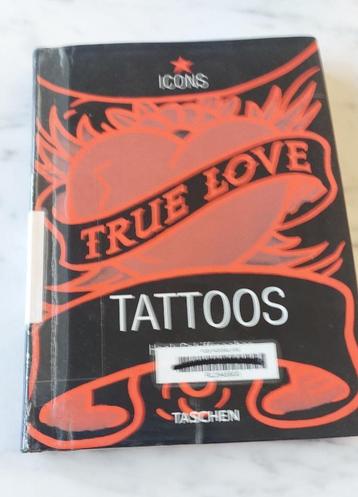 ICONS
TRUE LOVE
TATTOOS
TASCHEN